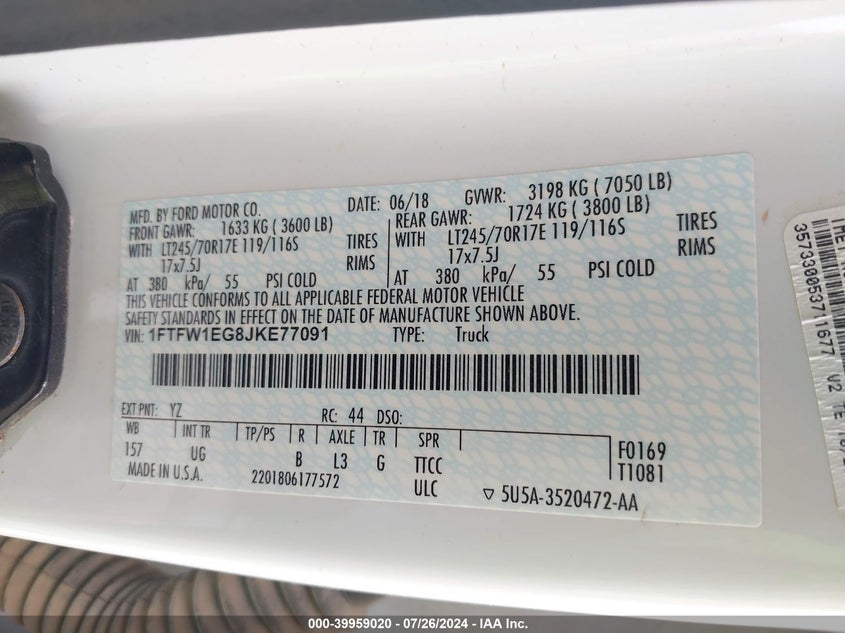 MFD. BY FORD MOTOR CO. DATE: 06/18 GVWR: 3198 KG ( 7050 LB)
FRONT GAWR: 1633 KG ( 3600 LB) REAR GAWR: 1724 KG ( 3800 LB)
WITH LT245/70R17E 119/116S TIRES WITH LT245/70R17E 119/116S TIRES
17x7.5J RIMS 17x7.5J RIMS
AT 380 kPa/ 55 PSI COLD AT 380 kPa/ 55 PSI COLD
THIS VEHICLE CONFORMS TO ALL APPLICABLE FEDERAL MOTOR VEHICLE
SAFETY STANDARDS IN EFFECT ON THE DATE OF MANUFACTURE SHOWN ABOVE.
VIN: 1FTFW1EG8JKE77091 TYPE: Truck
EXT PNT: YZ RC: 44 DSO:
WB INT TR TP/PS R AXLE TR SPR F0169
157 UG B L3 G TTCC T1081
MADE IN U.S.A. 2201806177572 ULC ▽ 5U5A-3520472-AA
357330063711677 V2
000-39959020 - 07/26/2024 - IAA Inc.